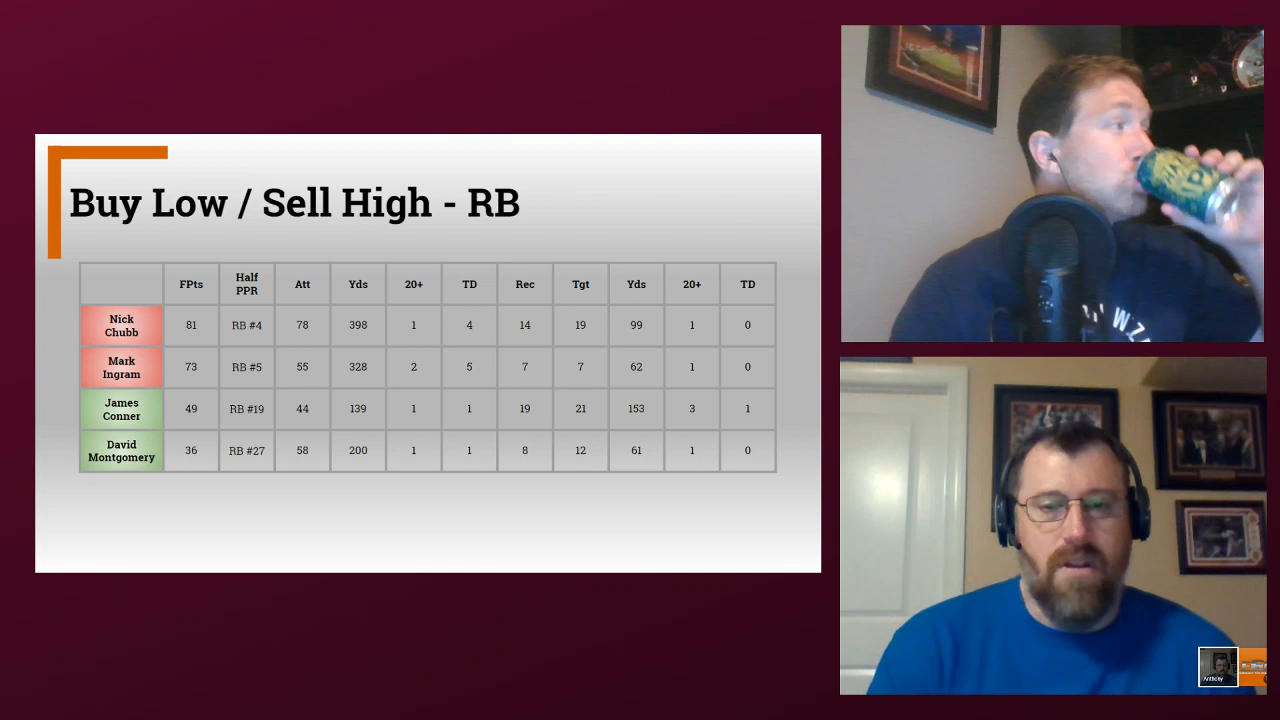 Buy Low / Sell High - RB
FPts Half PPR Att Yds 20+ TD Rec Tgt Yds 20+ TD
Nick Chubb 81 RB #4 78 398 1 4 14 19 99 1 0
Mark Ingram 73 RB #5 55 328 2 5 7 7 62 1 0
James Conner 49 RB #19 44 139 1 1 19 21 153 3 1
David Montgomery 36 RB #27 58 200 1 1 8 12 61 1 0
Anthony